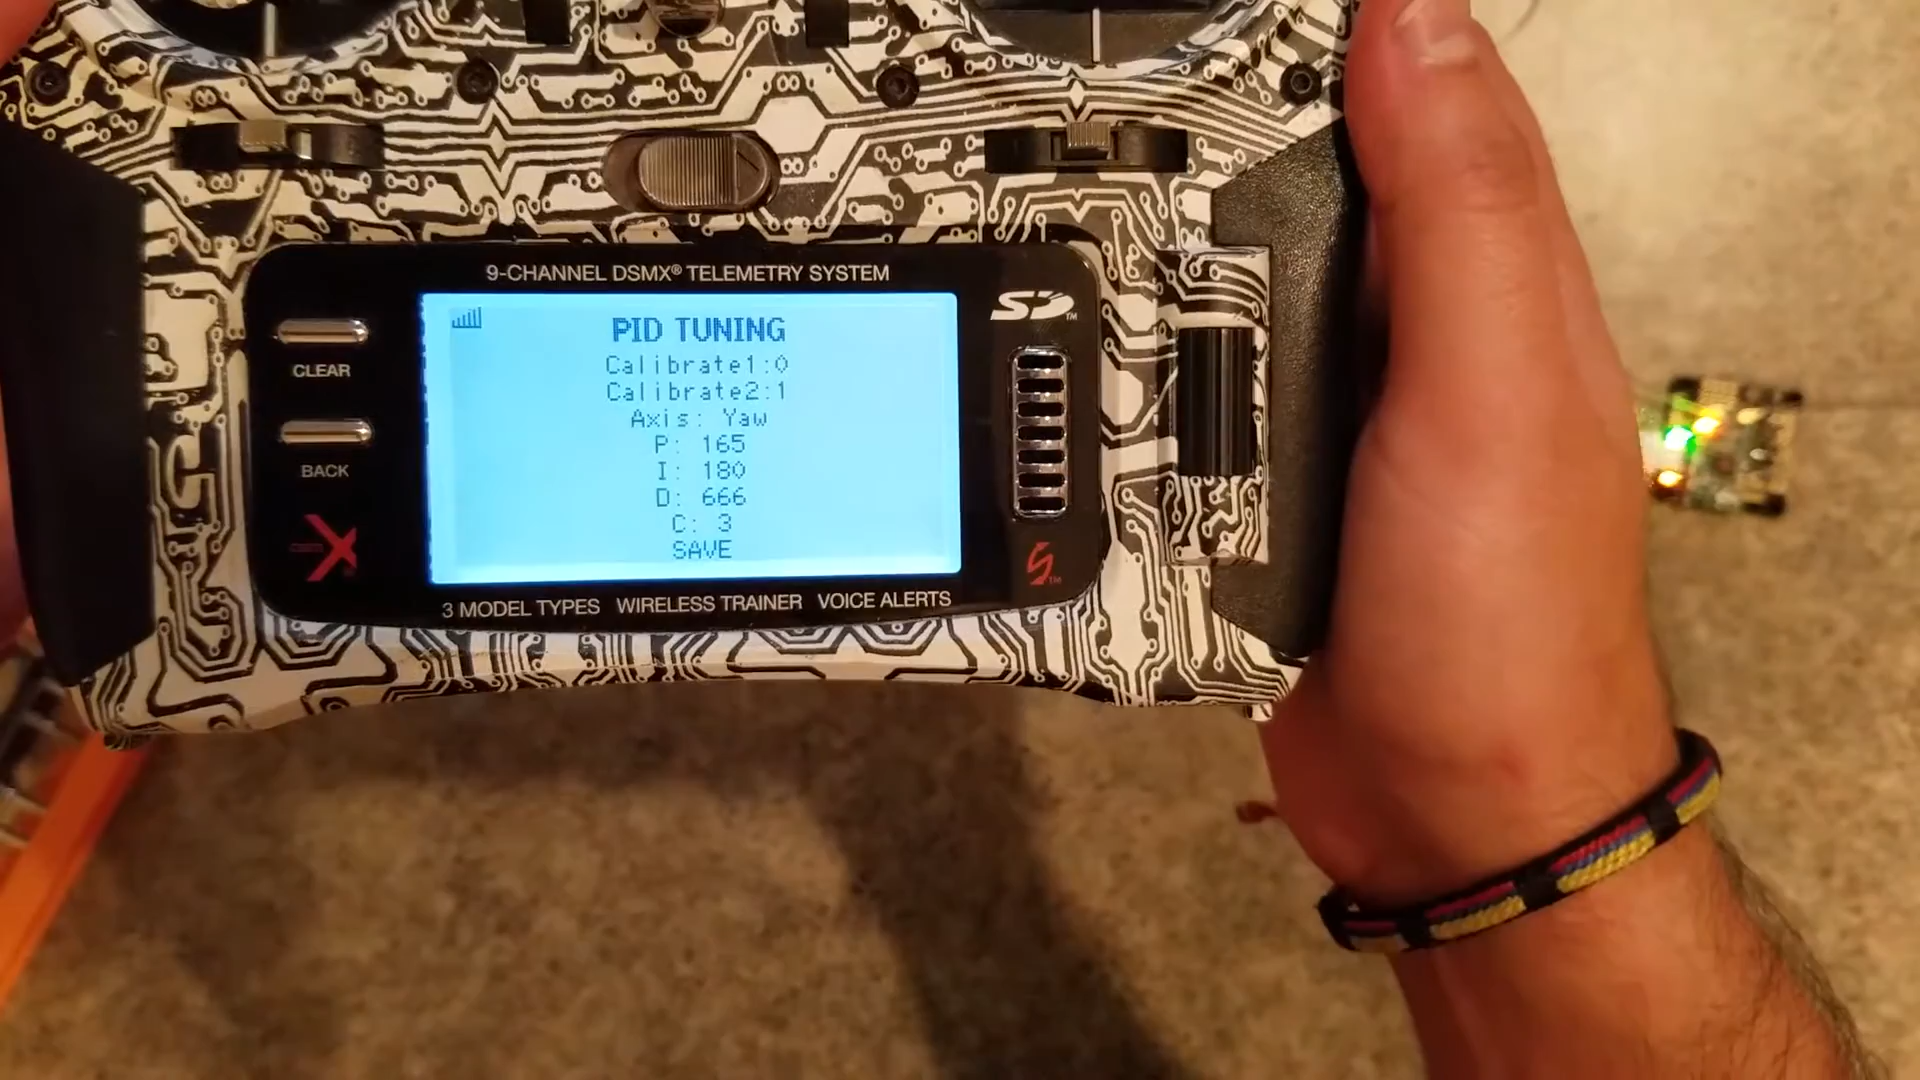 9-CHANNEL DSMX® TELEMETRY SYSTEM
CLEAR
BACK
PID TUNING
Calibrate1:0
Calibrate2:1
Axis: Yaw
P: 165
I: 180
D: 666
C: 3
SAVE
SD™
3 MODEL TYPES WIRELESS TRAINER VOICE ALERTS